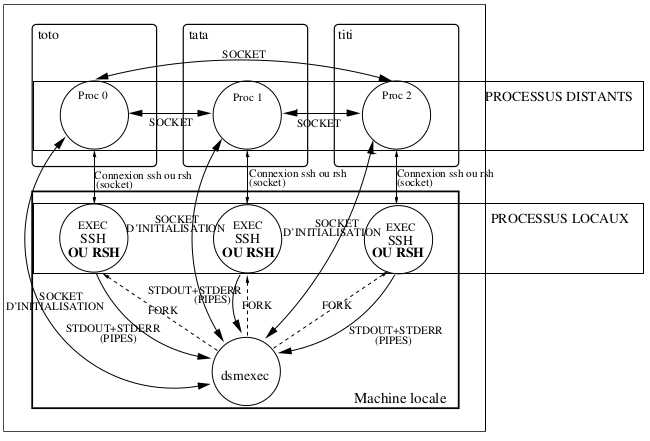 toto
tata
titi
SOCKET
Proc 0
Proc 1
Proc 2
PROCESSUS DISTANTS
SOCKET
SOCKET
Connexion ssh ou rsh
(socket)
Connexion ssh ou rsh
(socket)
Connexion ssh ou rsh
(socket)
PROCESSUS LOCAUX
EXEC
SSH
OU RSH
SOCKET
D'INITIALISATION
EXEC
SSH
OU RSH
SOCKET
D'INITIALISATION
EXEC
SSH
OU RSH
SOCKET
D'INITIALISATION
STDOUT+STDERR
(PIPES)
FORK
FORK
FORK
STDOUT+STDERR
(PIPES)
STDOUT+STDERR
(PIPES)
dsmexec
Machine locale